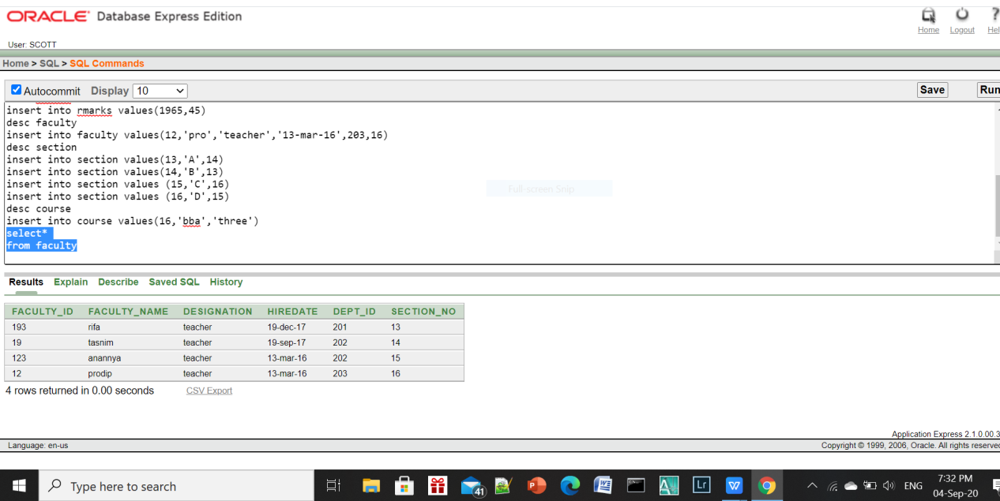 ORACLE Database Express Edition
Home Logout Hel
User: SCOTT
Home > SQL > SQL Commands
Autocommit Display 10
Save Run
insert into rmarks values(1965,45)
desc faculty
insert into faculty values(12,'pro','teacher','13-mar-16',203,16)
desc section
insert into section values(13,'A',14)
insert into section values(14,'B',13)
insert into section values (15,'C',16)
insert into section values (16,'D',15)
desc course
insert into course values(16,'bba','three')
select*
from faculty
Full-screen Snip
Results Explain Describe Saved SQL History
FACULTY_ID FACULTY_NAME DESIGNATION HIREDATE DEPT_ID SECTION_NO
193 rifa teacher 19-dec-17 201 13
19 tasnim teacher 19-sep-17 202 14
123 anannya teacher 13-mar-16 202 15
12 prodip teacher 13-mar-16 203 16
4 rows returned in 0.00 seconds CSV Export
Application Express 2.1.0.00.3
Language: en-us Copyright © 1999, 2006, Oracle. All rights reserved
Type here to search
41
Lr
ENG
7:32 PM
04-Sep-20